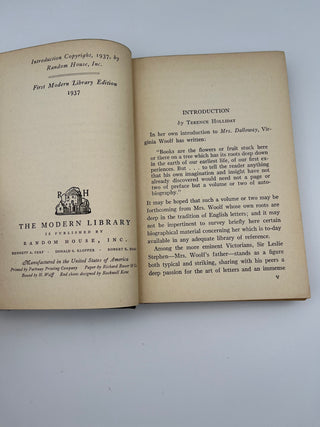 Introduction Copyright, 1937, by
Random House, Inc.
First Modern Library Edition
1937
R H
THE MODERN LIBRARY
IS PUBLISHED BY
RANDOM HOUSE, INC.
BENNETT A. CERF · DONALD S. KLOPFER · ROBERT K.
Manufactured in the United States of America
Printed by Parkway Printing Company Paper by Richard Bauer & Co.
Bound by H. Wolff End sheets designed by Rockwell Kent
INTRODUCTION
by TERENCE HOLLIDAY
In her own introduction to Mrs. Dalloway, Vir-
ginia Woolf has written:
"Books are the flowers or fruit stuck here
or there on a tree which has its roots deep down
in the earth of our earliest life, of our first ex-
periences. But . . . to tell the reader anything
that his own imagination and insight have not
already discovered would need not a page or
two of preface but a volume or two of auto-
biography."
It may be hoped that such a volume or two may be
forthcoming from Mrs. Woolf whose own roots are
deep in the tradition of English letters; and it may
not be impertinent to survey briefly here certain
biographical material concerning her which is avail-
able in any adequate library of reference.
Among the more eminent Victorians, Sir Leslie
Stephen—Mrs. Woolf's father—stands as a figure
both typical and striking, sharing with his peers a
deep passion for the art of letters and an immense
v